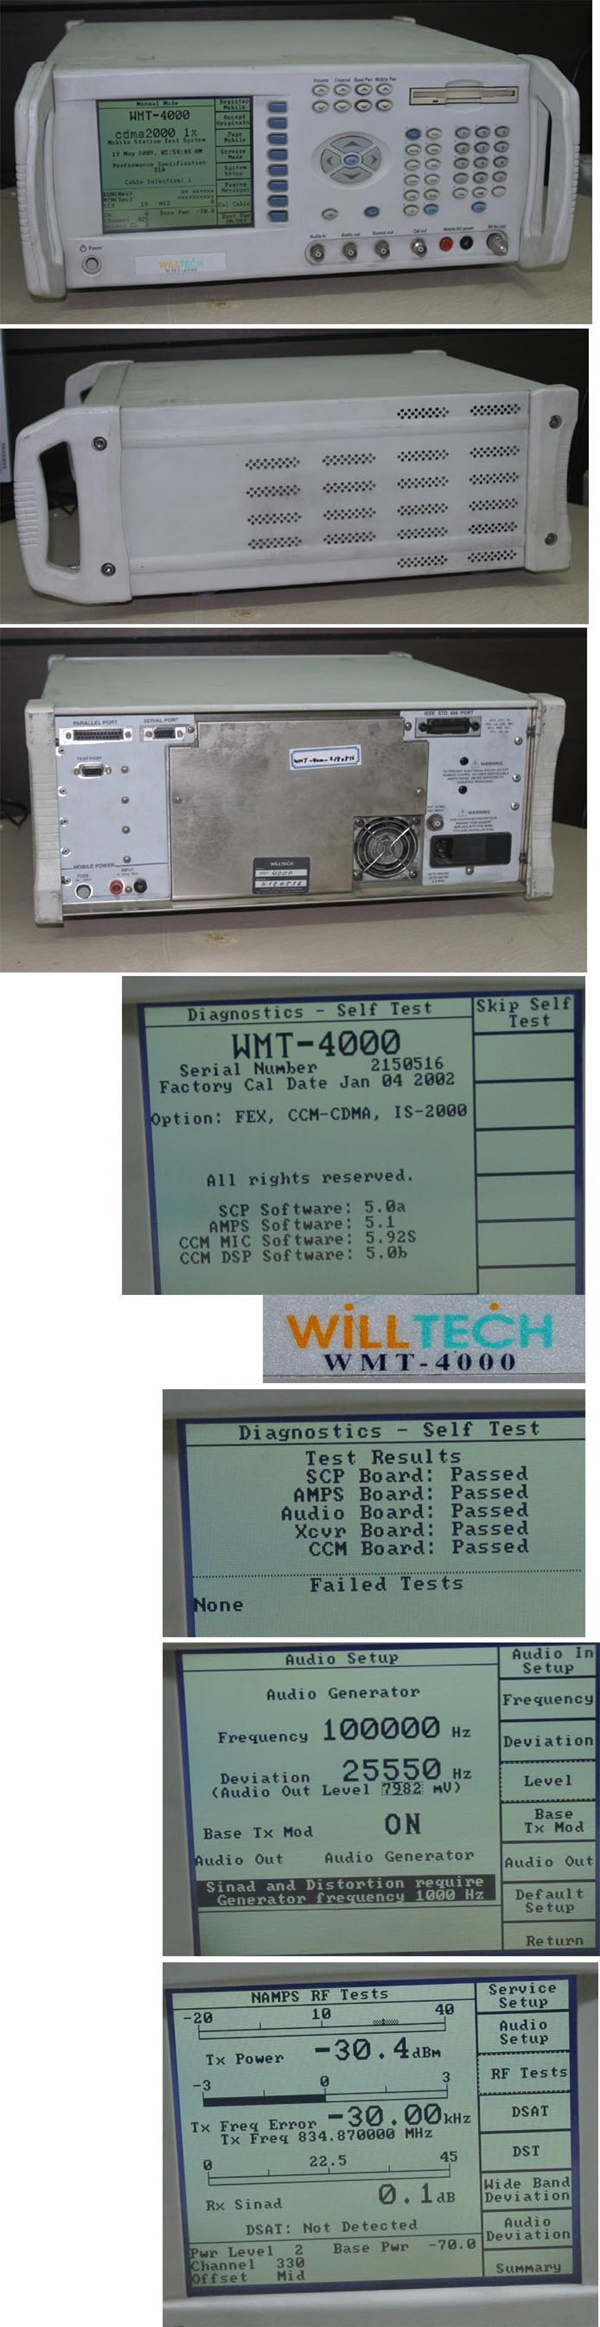 Manual Mode
WMT-4000
cdma2000 1x
Mobile Station Test System
Performance Specification
Cable Selection: 1
Register Mobile
Page Mobile
Service Mode
System Setup
Cal Cable
Volume Channel Base Pwr Mobile Pwr
Power
WILLTECH
WMT-4000
Audio in Audio out Cal out Mobile DC power
PARALLEL PORT
SERIAL PORT
TEST PORT
IEEE STD 488 PORT
WARNING
WARNING
MOBILE POWER
FUSE
INPUT
WILLTECH
4000
Diagnostics - Self Test
Skip Self
Test
WMT-4000
Serial Number 2150516
Factory Cal Date Jan 04 2002
Option: FEX, CCM-CDMA, IS-2000
All rights reserved.
SCP Software: 5.0a
AMPS Software: 5.1
CCM MIC Software: 5.92S
CCM DSP Software: 5.0b
WILLTECH
WMT-4000
Diagnostics - Self Test
Test Results
SCP Board: Passed
AMPS Board: Passed
Audio Board: Passed
Xcvr Board: Passed
CCM Board: Passed
Failed Tests
None
Audio Setup
Audio Generator
Frequency 100000 Hz
Deviation 25550 Hz
(Audio Out Level 7982 mV)
Base Tx Mod ON
Audio Out Audio Generator
Sinad and Distortion require
Generator frequency 1000 Hz
Audio In
Setup
Frequency
Deviation
Level
Base
Tx Mod
Audio Out
Default
Setup
Return
NAMPS RF Tests
-20 10 40
Tx Power -30.4 dBm
-3 0 3
Tx Freq Error -30.00 kHz
Tx Freq 834.870000 MHz
0 22.5 45
Rx Sinad 0.1 dB
DSAT: Not Detected
Pwr Level 2 Base Pwr -70.0
Channel 330
Offset Mid
Service
Setup
Audio
Setup
RF Tests
DSAT
DST
Wide Band
Deviation
Audio
Deviation
Summary